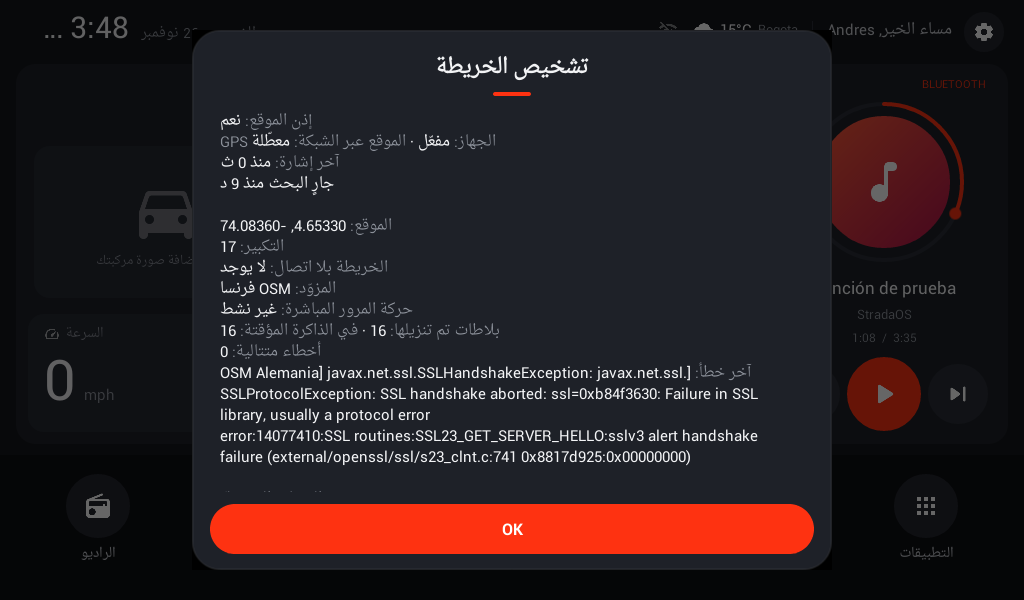 3:48 ...
15°C Bogota
مساء الخير, Andres
BLUETOOTH
تشخيص الخريطة
إذن الموقع: نعم
الجهاز: مفعّل · الموقع عبر الشبكة: معطّلة GPS
آخر إشارة: منذ 0 ث
جارٍ البحث منذ 9 د
الموقع: 4.65330, -74.08360
التكبير: 17
الخريطة بلا اتصال: لا يوجد
المزوّد: OSM فرنسا
حركة المرور المباشرة: غير نشط
بلاطات تم تنزيلها: 16 · في الذاكرة المؤقتة: 16
أخطاء متتالية: 0
آخر خطأ: [OSM Alemania] javax.net.ssl.SSLHandshakeException: javax.net.ssl.
SSLProtocolException: SSL handshake aborted: ssl=0xb84f3630: Failure in SSL
library, usually a protocol error
error:14077410:SSL routines:SSL23_GET_SERVER_HELLO:sslv3 alert handshake
failure (external/openssl/ssl/s23_clnt.c:741 0x8817d925:0x00000000)
OK
صورة مركبتك
السرعة
0 mph
nción de prueba
StradaOS
1:08 / 3:35
الراديو
التطبيقات